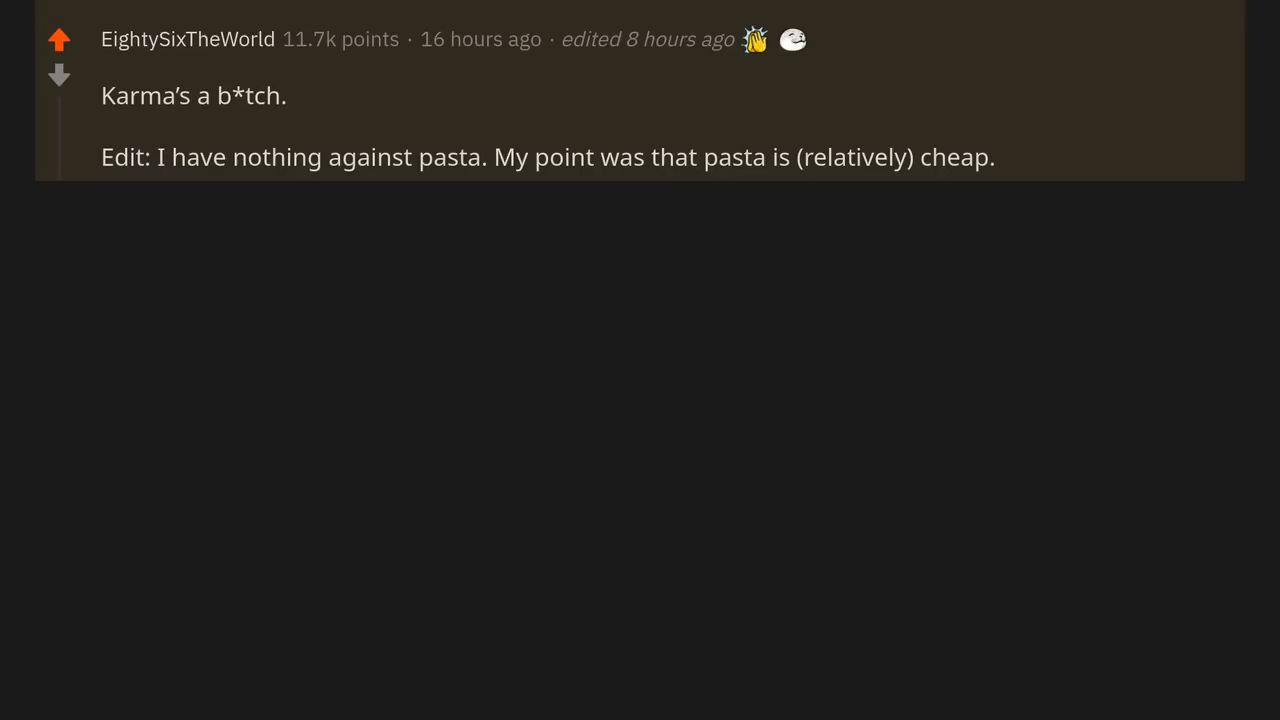 EightySixTheWorld 11.7k points · 16 hours ago · edited 8 hours ago
Karma’s a b*tch.
Edit: I have nothing against pasta. My point was that pasta is (relatively) cheap.